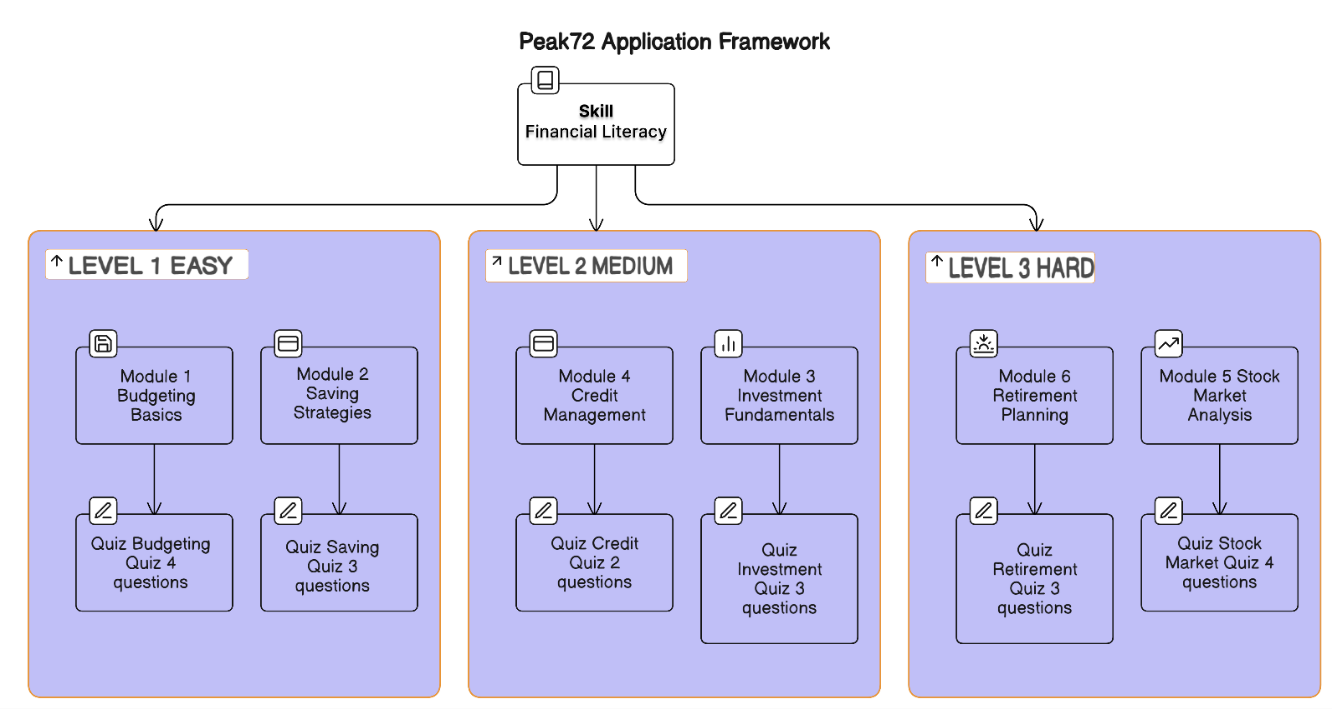 Peak72 Application Framework
Skill
Financial Literacy
LEVEL 1 EASY
Module 1
Budgeting
Basics
Module 2
Saving
Strategies
Quiz Budgeting
Quiz 4
questions
Quiz Saving
Quiz 3
questions
LEVEL 2 MEDIUM
Module 4
Credit
Management
Module 3
Investment
Fundamentals
Quiz Credit
Quiz 2
questions
Quiz
Investment
Quiz 3
questions
LEVEL 3 HARD
Module 6
Retirement
Planning
Module 5 Stock
Market
Analysis
Quiz
Retirement
Quiz 3
questions
Quiz Stock
Market Quiz 4
questions